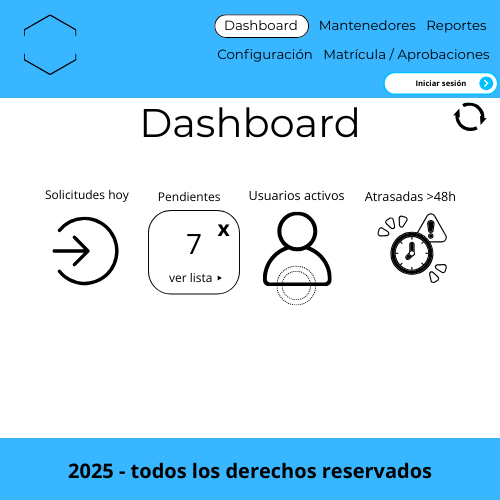 Dashboard Mantenedores Reportes
Configuración Matrícula / Aprobaciones
Iniciar sesión
Dashboard
Solicitudes hoy Pendientes Usuarios activos Atrasadas >48h
x
7
ver lista
2025 - todos los derechos reservados